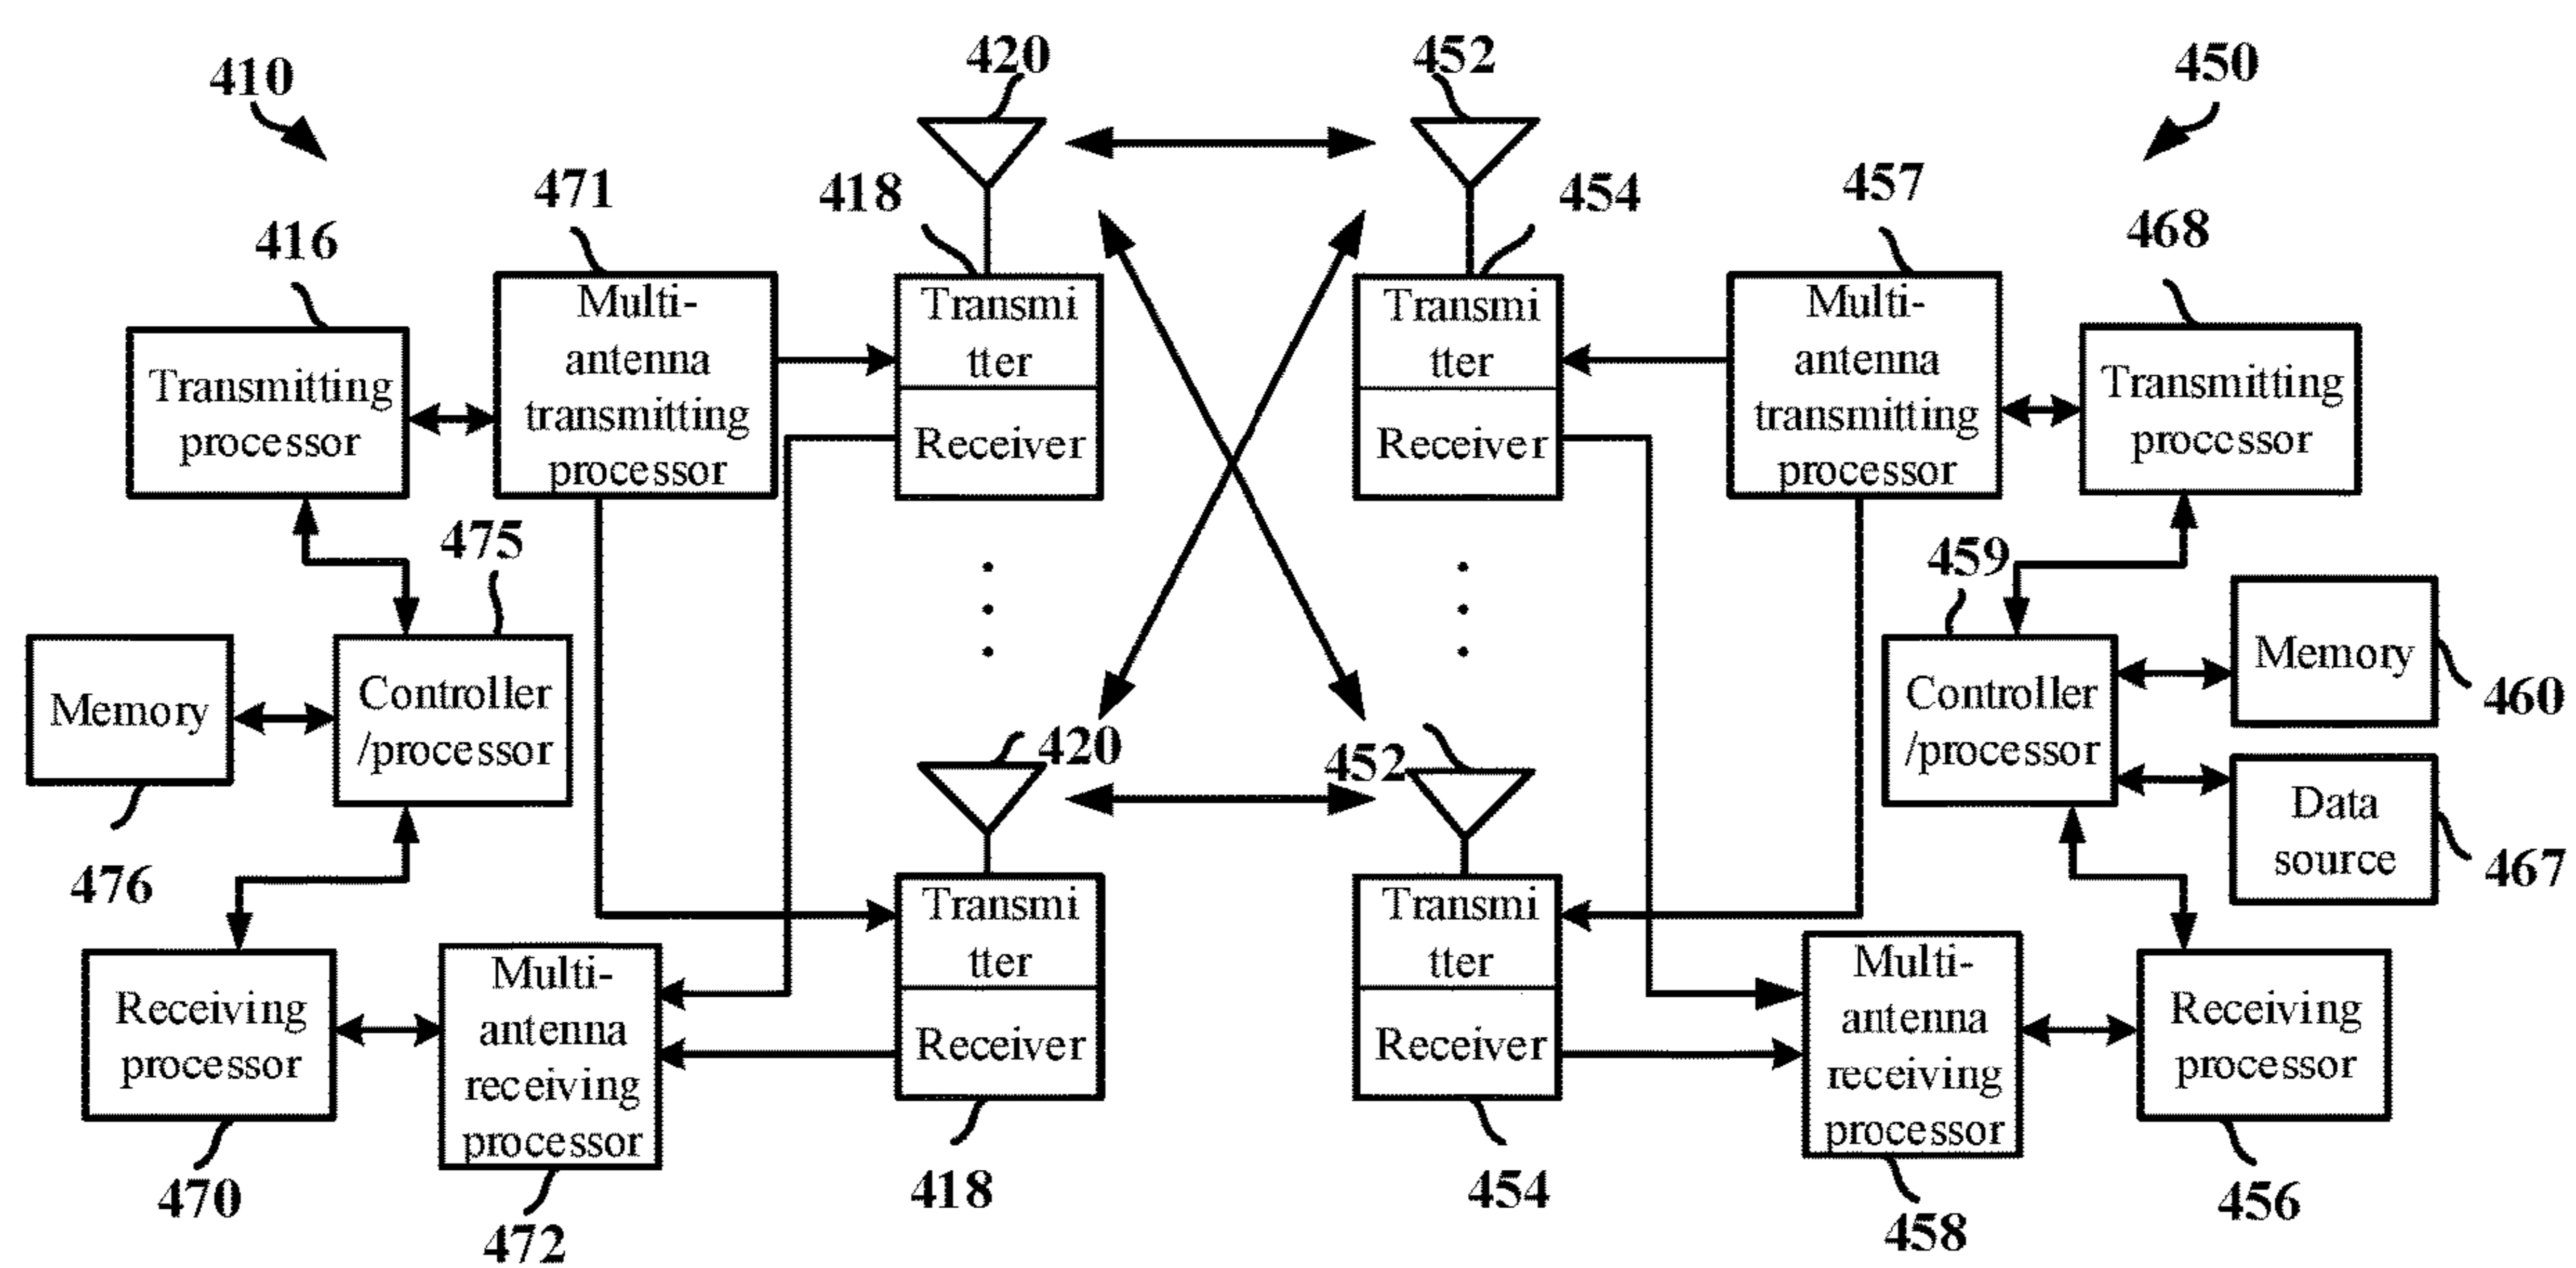 410
420
452
450
471
418
454
457
468
416
Multi-
antenna
transmitting
processor
Transmi
tter
Receiver
Transmi
tter
Receiver
Multi-
antenna
transmitting
processor
Transmitting
processor
Transmitting
processor
475
459
Memory
Controller
/processor
Controller
/processor
Memory
460
476
420
452
Data
source
467
Receiving
processor
Multi-
antenna
receiving
processor
Transmi
tter
Receiver
Transmi
tter
Receiver
Multi-
antenna
receiving
processor
Receiving
processor
470
472
418
454
458
456